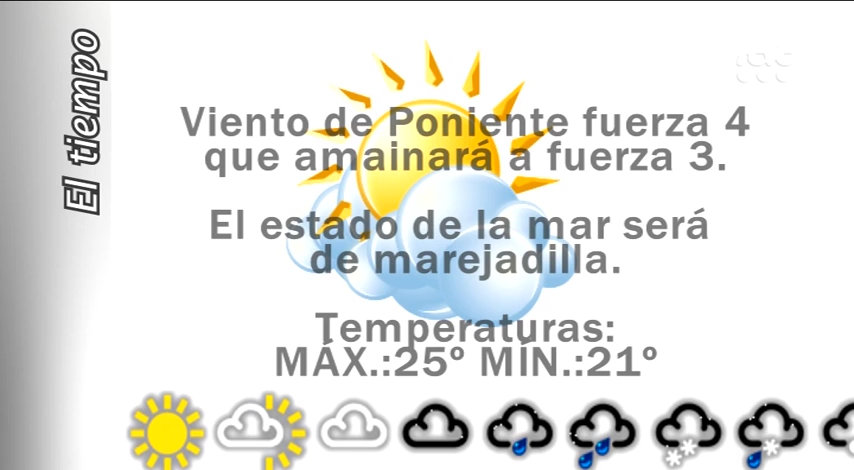 El tiempo
Viento de Poniente fuerza 4
que amainará a fuerza 3.
El estado de la mar será
de marejadilla.
Temperaturas:
MÁX.:25º MÍN.:21º